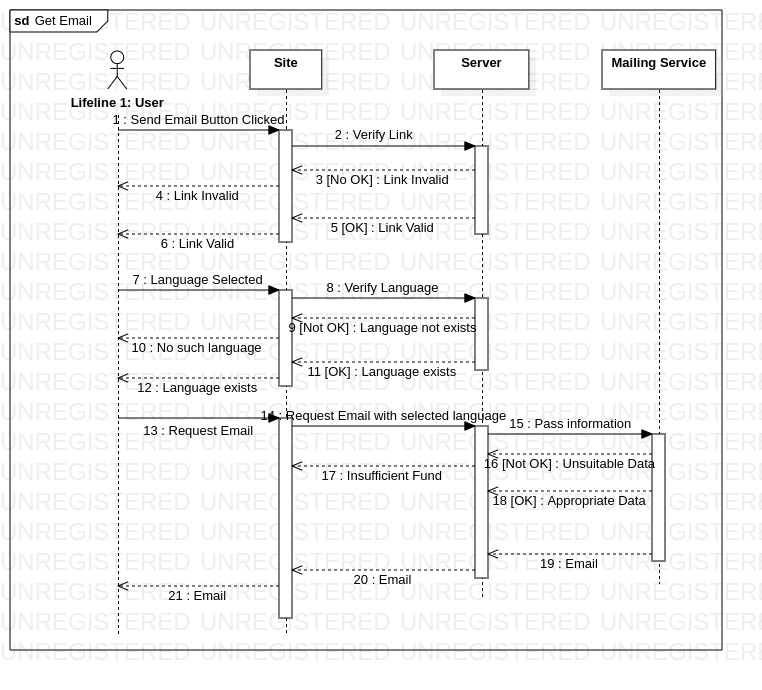 sd Get Email
Site
Server
Mailing Service
Lifeline 1: User
1 : Send Email Button Clicked
2 : Verify Link
3 [No OK] : Link Invalid
4 : Link Invalid
5 [OK] : Link Valid
6 : Link Valid
7 : Language Selected
8 : Verify Language
9 [Not OK] : Language not exists
10 : No such language
11 [OK] : Language exists
12 : Language exists
13 : Request Email
14 : Request Email with selected language
15 : Pass information
16 [Not OK] : Unsuitable Data
17 : Insufficient Fund
18 [OK] : Appropriate Data
19 : Email
20 : Email
21 : Email
UNREGISTERED